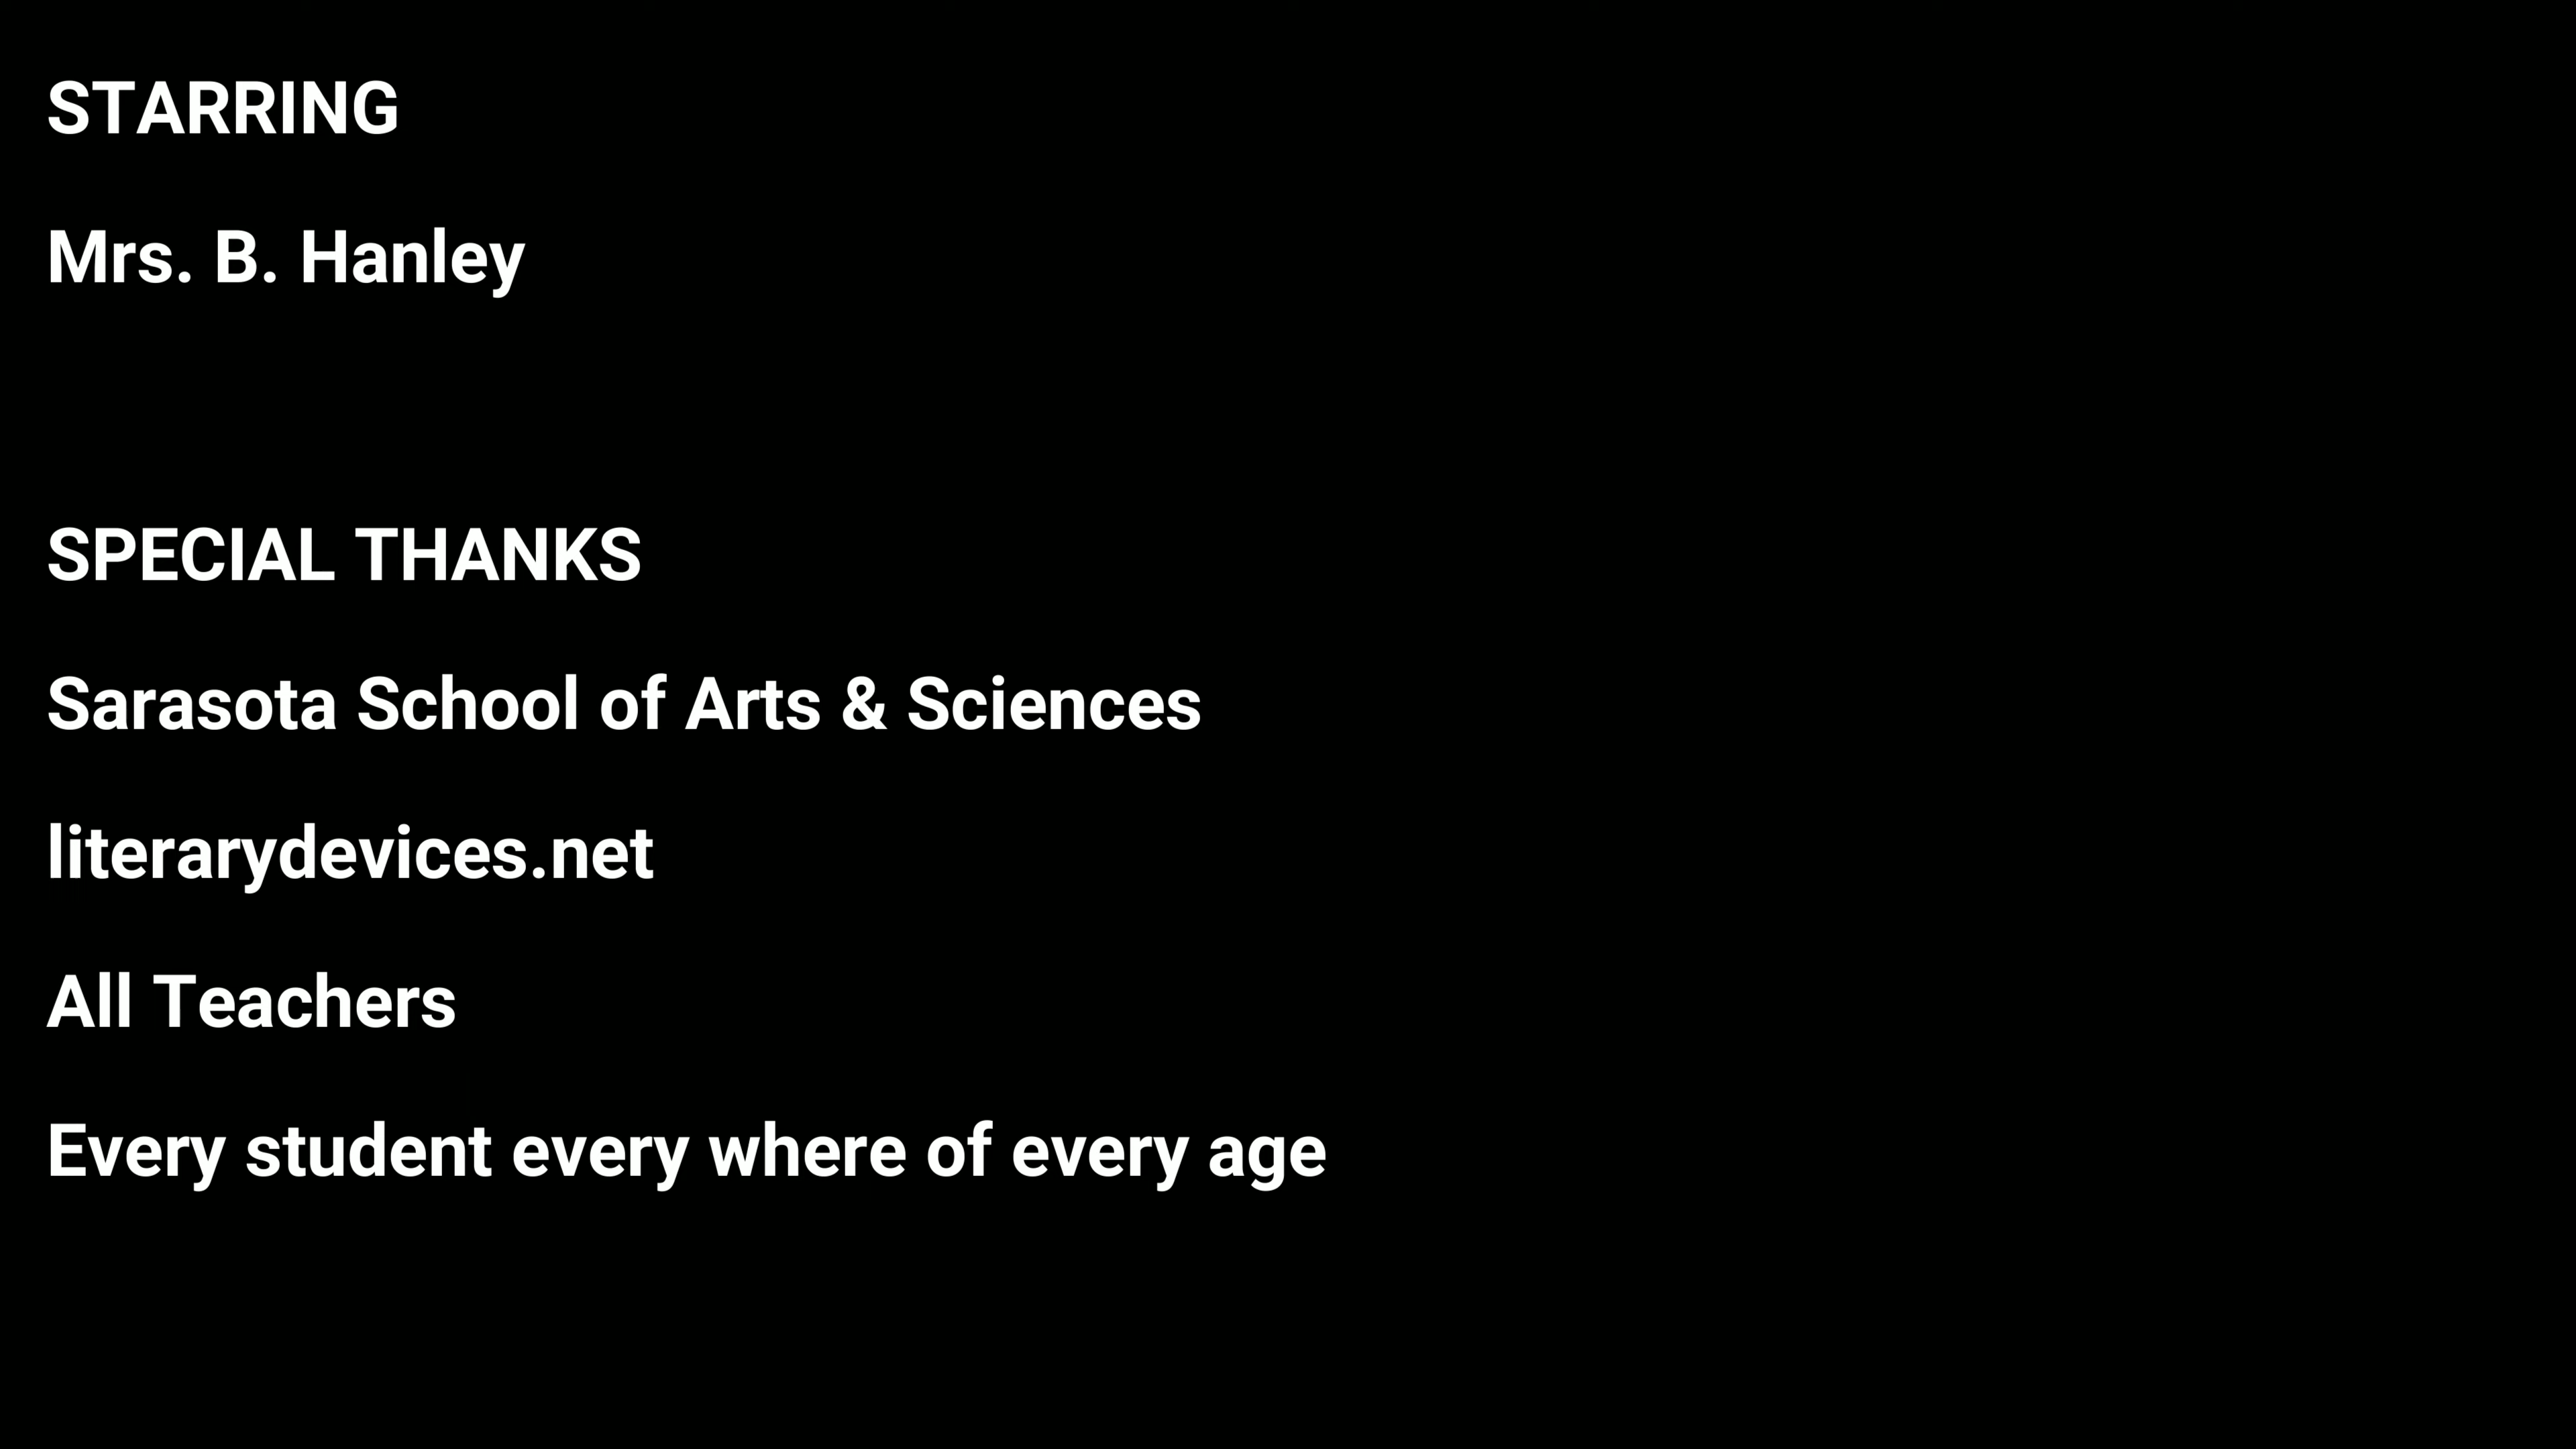 STARRING
Mrs. B. Hanley
SPECIAL THANKS
Sarasota School of Arts & Sciences
literarydevices.net
All Teachers
Every student every where of every age